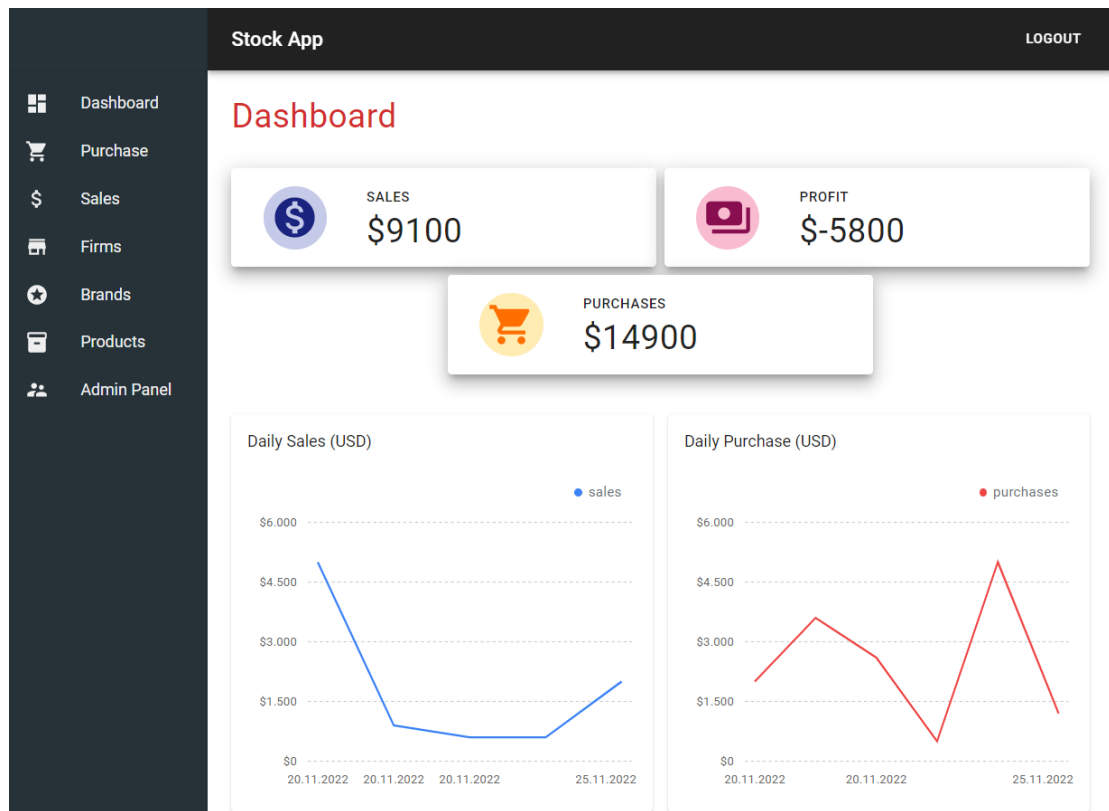 Stock App
LOGOUT
Dashboard
Purchase
Sales
Firms
Brands
Products
Admin Panel
Dashboard
SALES
$9100
PROFIT
$-5800
PURCHASES
$14900
Daily Sales (USD)
sales
$6.000
$4.500
$3.000
$1.500
$0
20.11.2022 20.11.2022 20.11.2022 25.11.2022
Daily Purchase (USD)
purchases
$6.000
$4.500
$3.000
$1.500
$0
20.11.2022 20.11.2022 25.11.2022